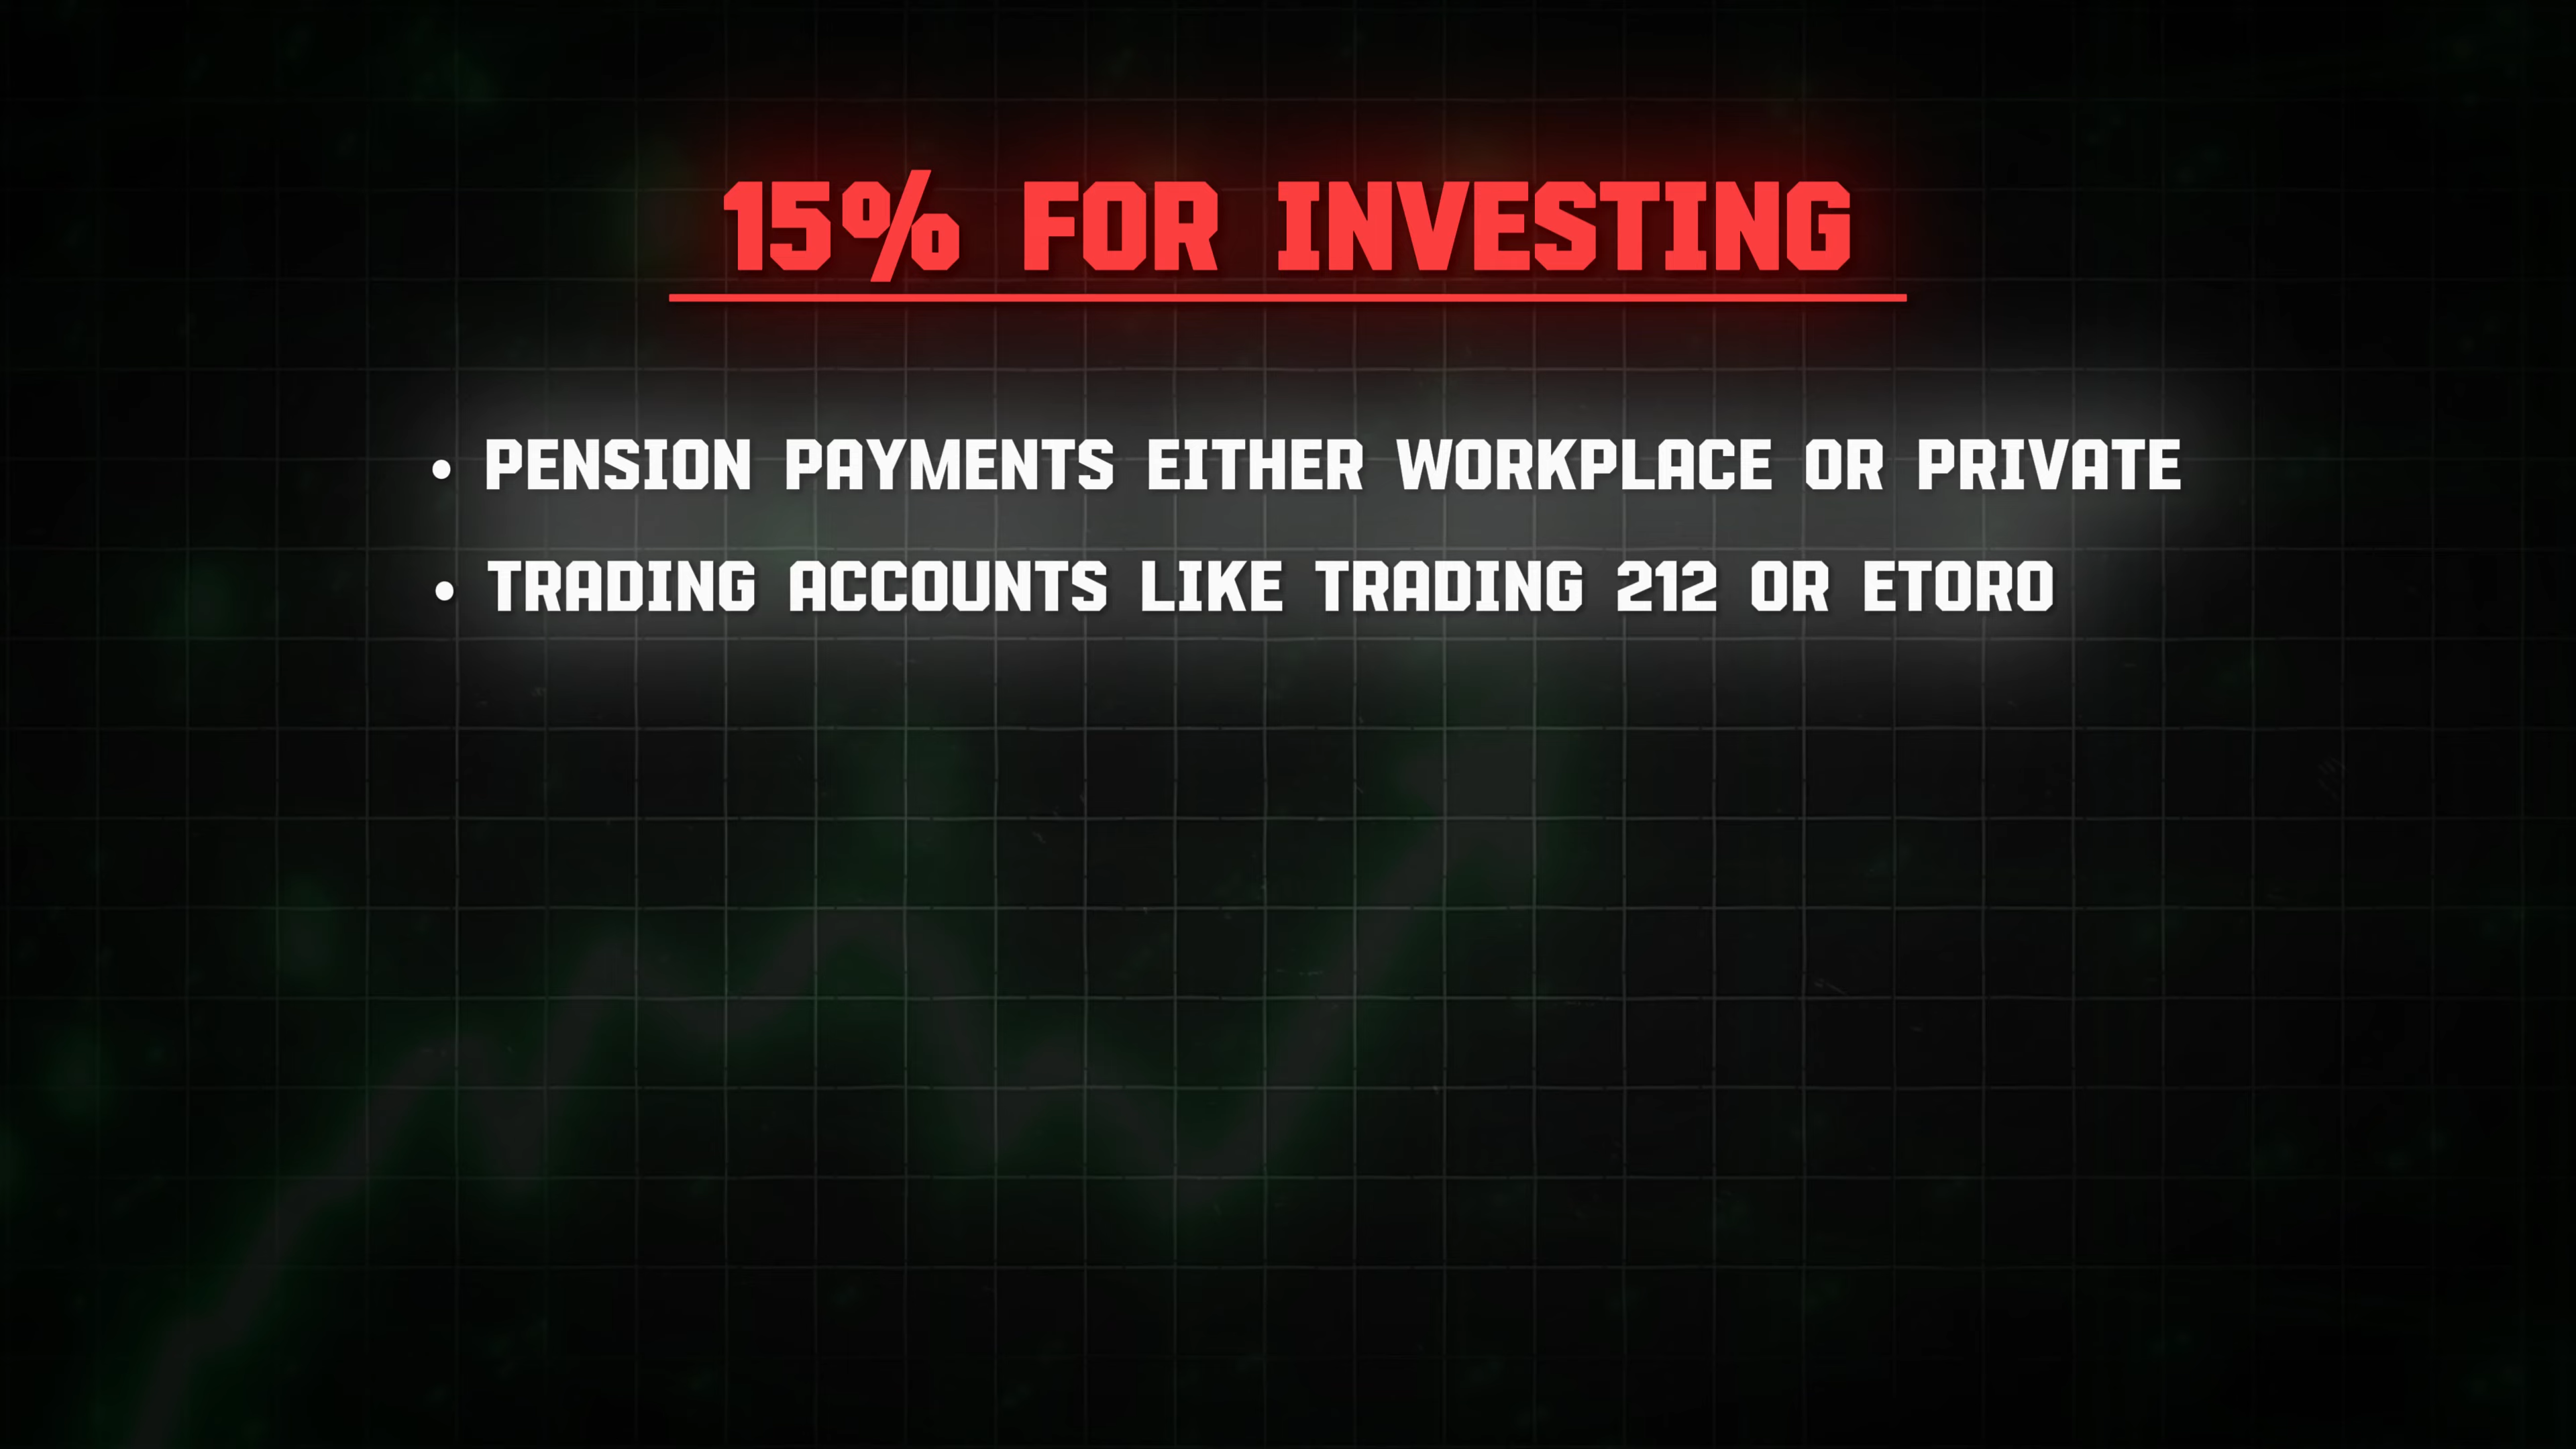 15% FOR INVESTING
• PENSION PAYMENTS EITHER WORKPLACE OR PRIVATE
• TRADING ACCOUNTS LIKE TRADING 212 OR ETORO